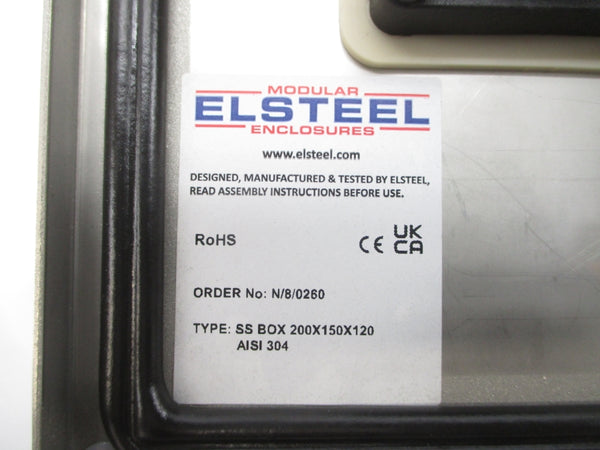 MODULAR
ELSTEEL
ENCLOSURES
www.elsteel.com
DESIGNED, MANUFACTURED & TESTED BY ELSTEEL,
READ ASSEMBLY INSTRUCTIONS BEFORE USE.
RoHS CE UK
CA
ORDER No: N/8/0260
TYPE: SS BOX 200X150X120
AISI 304